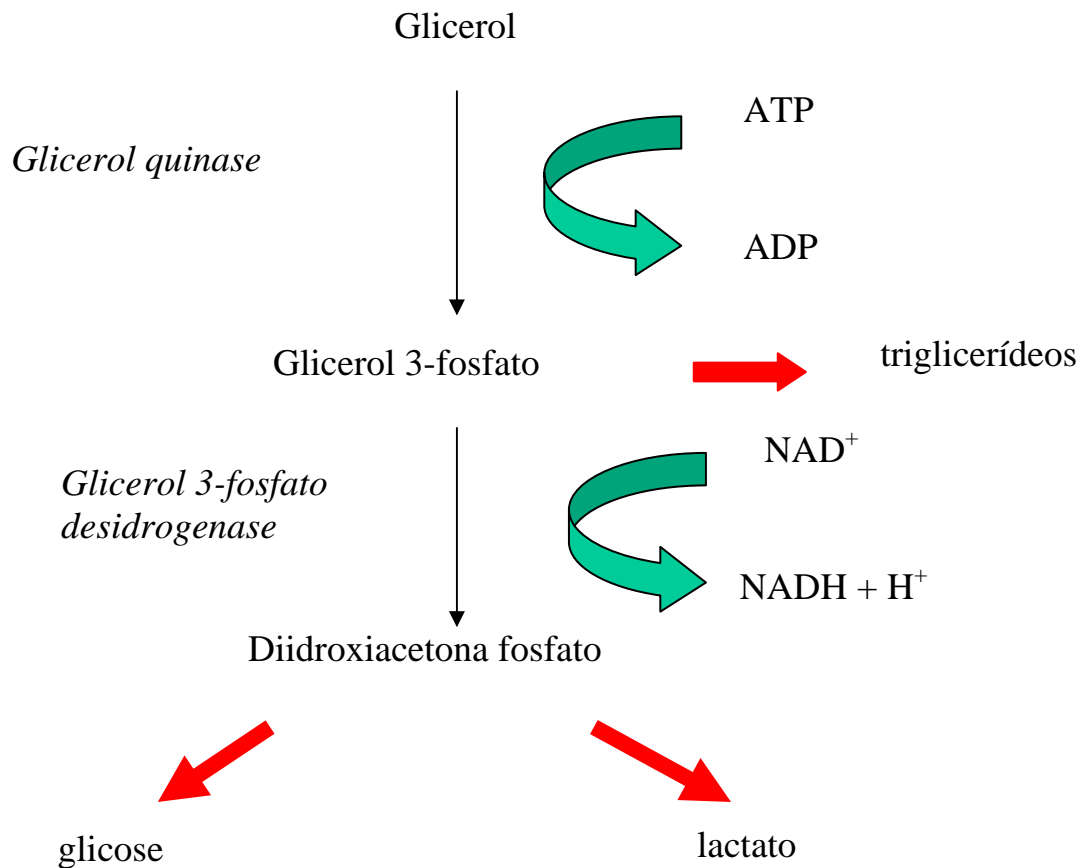 Glicerol
ATP
Glicerol quinase
ADP
Glicerol 3-fosfato
triglicerídeos
NAD⁺
Glicerol 3-fosfato
desidrogenase
NADH + H⁺
Diidroxiacetona fosfato
glicose
lactato